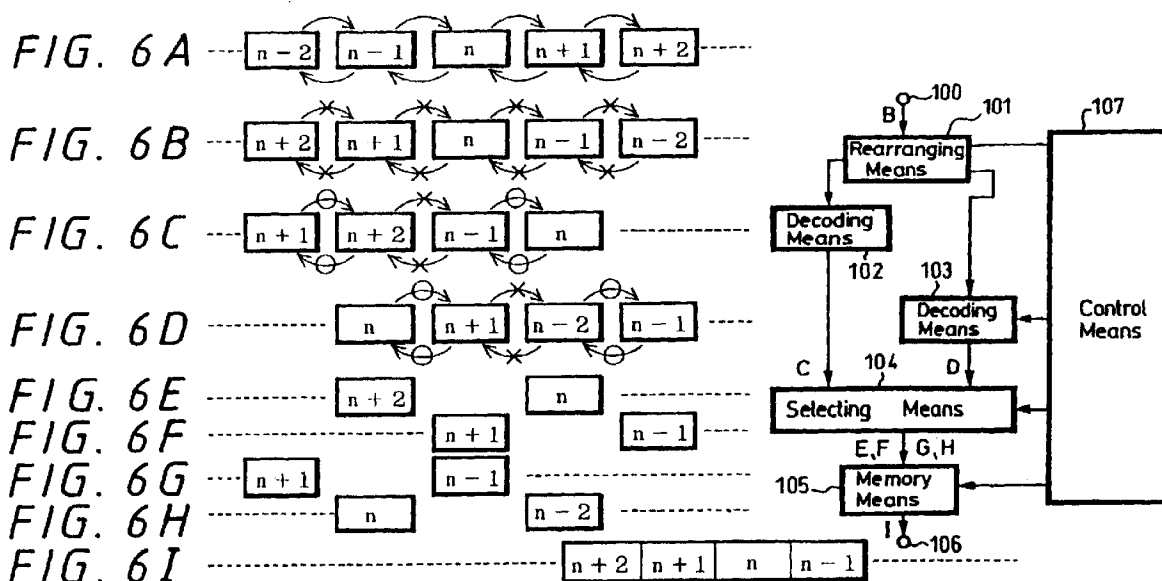 FIG. 6A n-2 n-1 n n+1 n+2
FIG. 6B n+2 n+1 n n-1 n-2
FIG. 6C n+1 n+2 n-1 n
FIG. 6D n n+1 n-2 n-1
FIG. 6E n+2 n
FIG. 6F n+1 n-1
FIG. 6G n+1 n-1
FIG. 6H n n-2
FIG. 6I n+2 n+1 n n-1
100
B
101
107
Rearranging
Means
Decoding
Means
102
103
Decoding
Means
Control
Means
C
104
D
Selecting Means
E,F G,H
105
Memory
Means
I
106